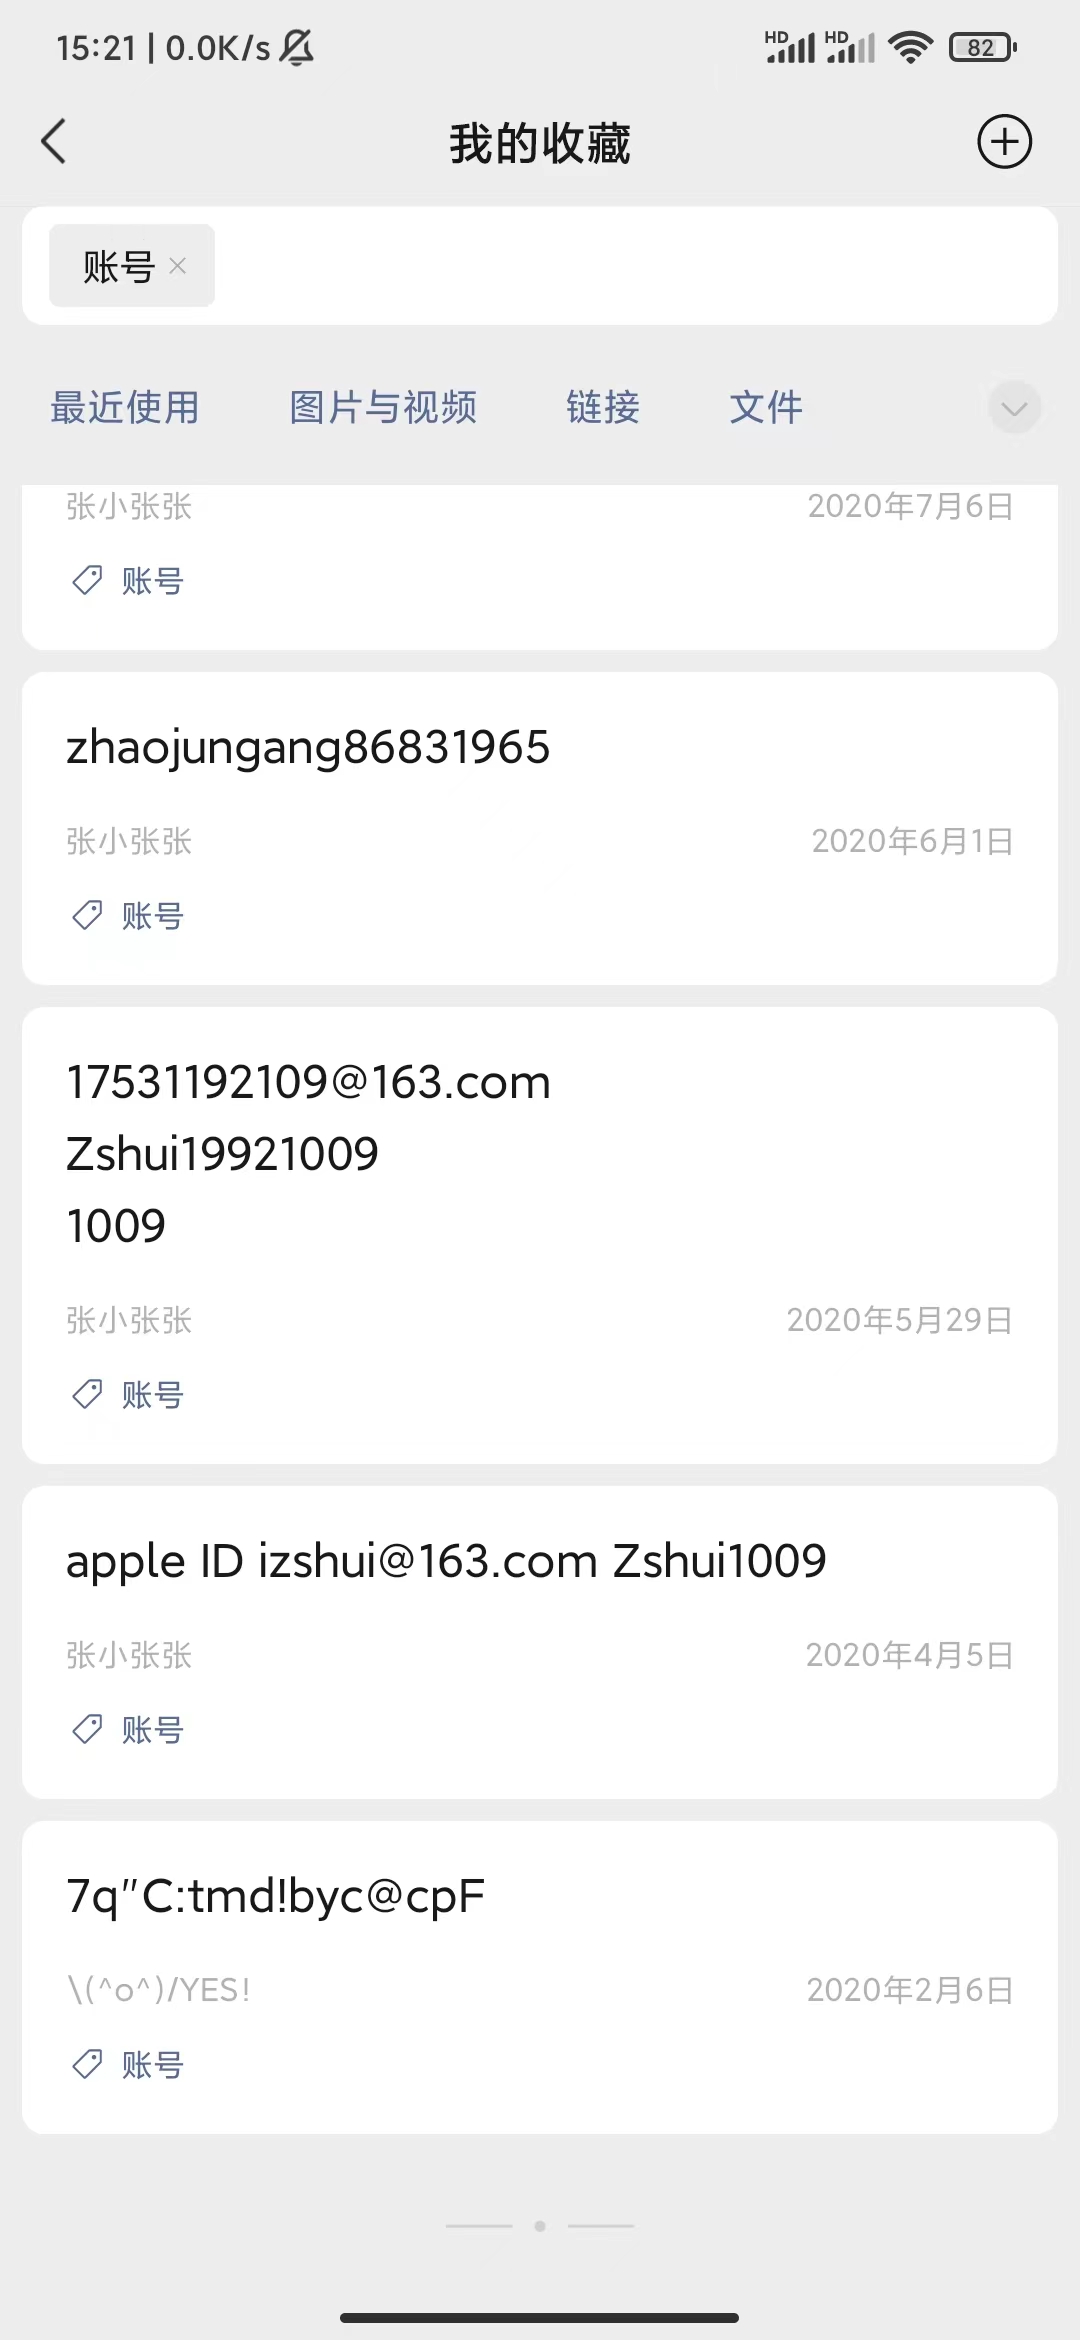 15:21 | 0.0K/s
HD HD 82
我的收藏
账号 ×
最近使用 图片与视频 链接 文件
张小张张 2020年7月6日
账号
zhaojungang86831965
张小张张 2020年6月1日
账号
17531192109@163.com
Zshui19921009
1009
张小张张 2020年5月29日
账号
apple ID izshui@163.com Zshui1009
张小张张 2020年4月5日
账号
7q"C:tmd!byc@cpF
\(^o^)/YES! 2020年2月6日
账号